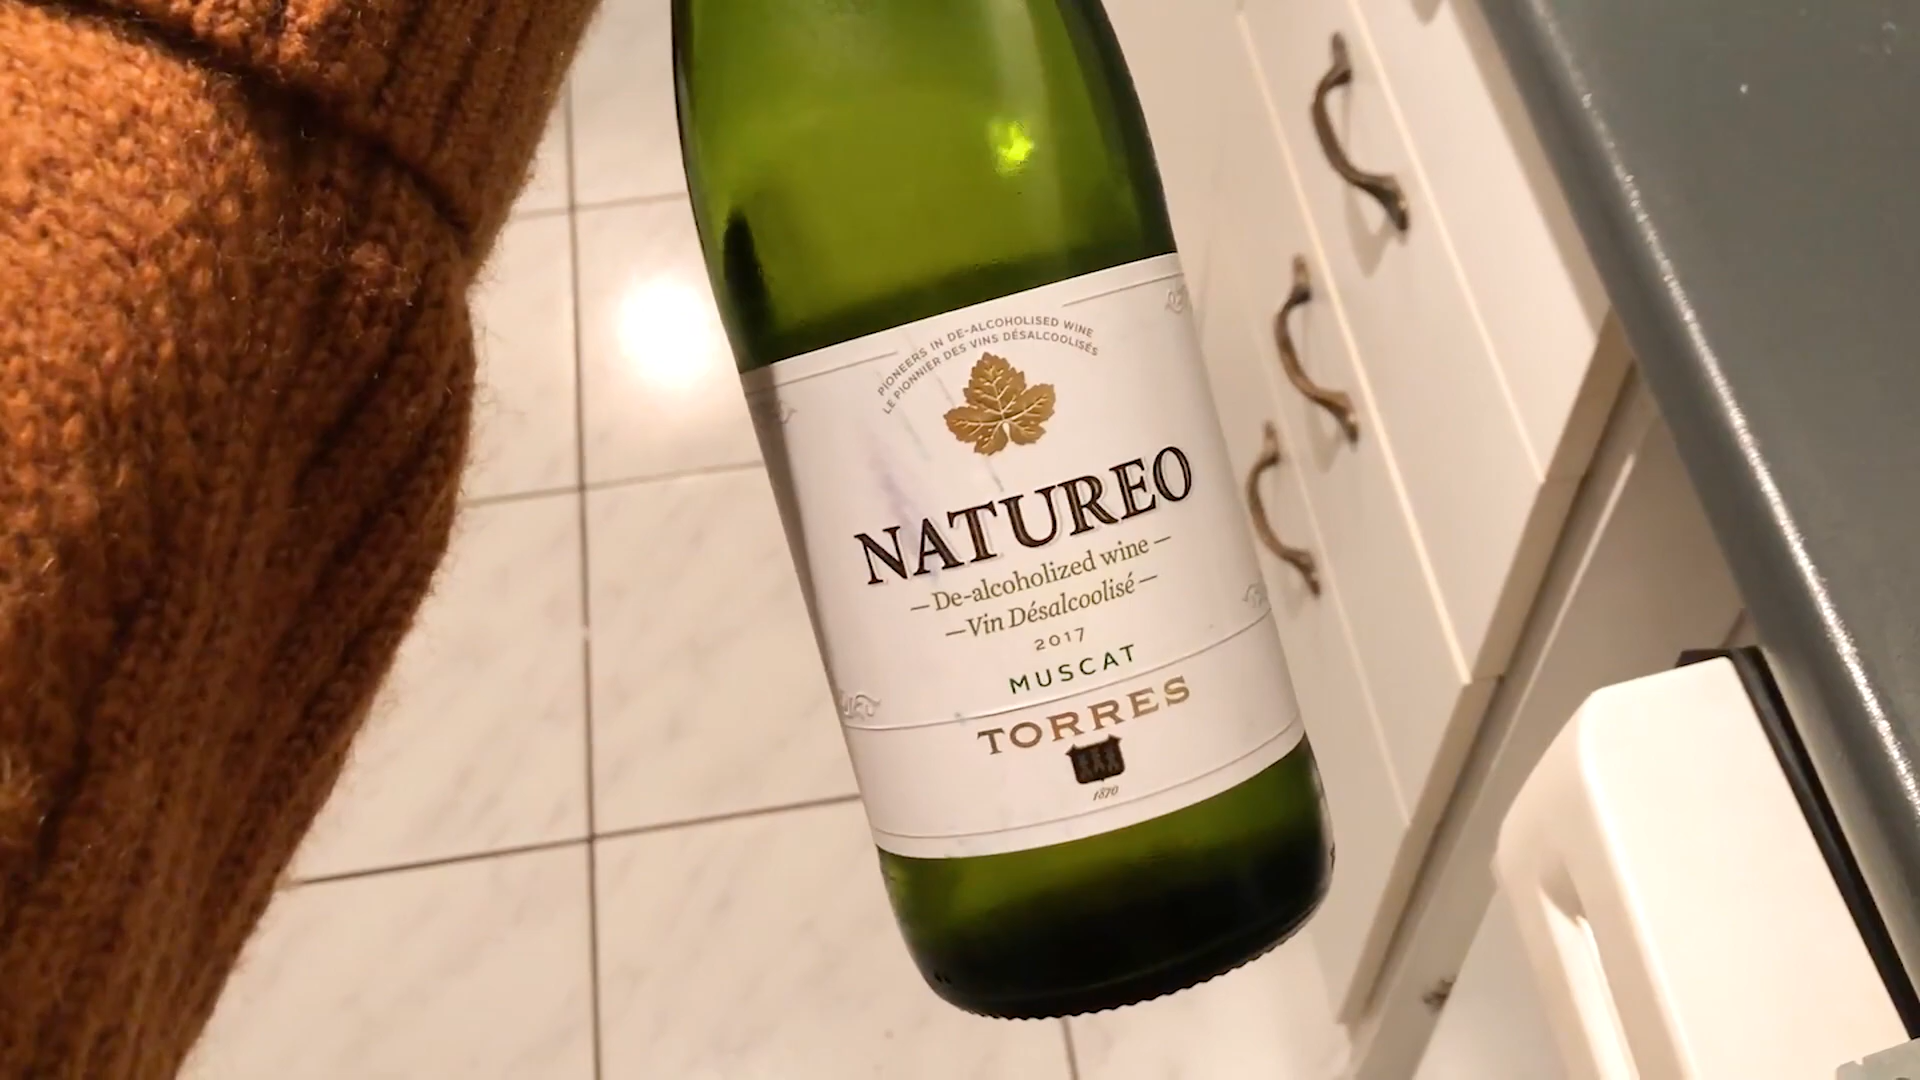 PIONEERS IN DE-ALCOHOLISED WINE
LE PIONNIER DES VINS DÉSALCOOLISÉS
NATUREO
—De-alcoholized wine—
—Vin Désalcoolisé—
2017
MUSCAT
TORRES
1870